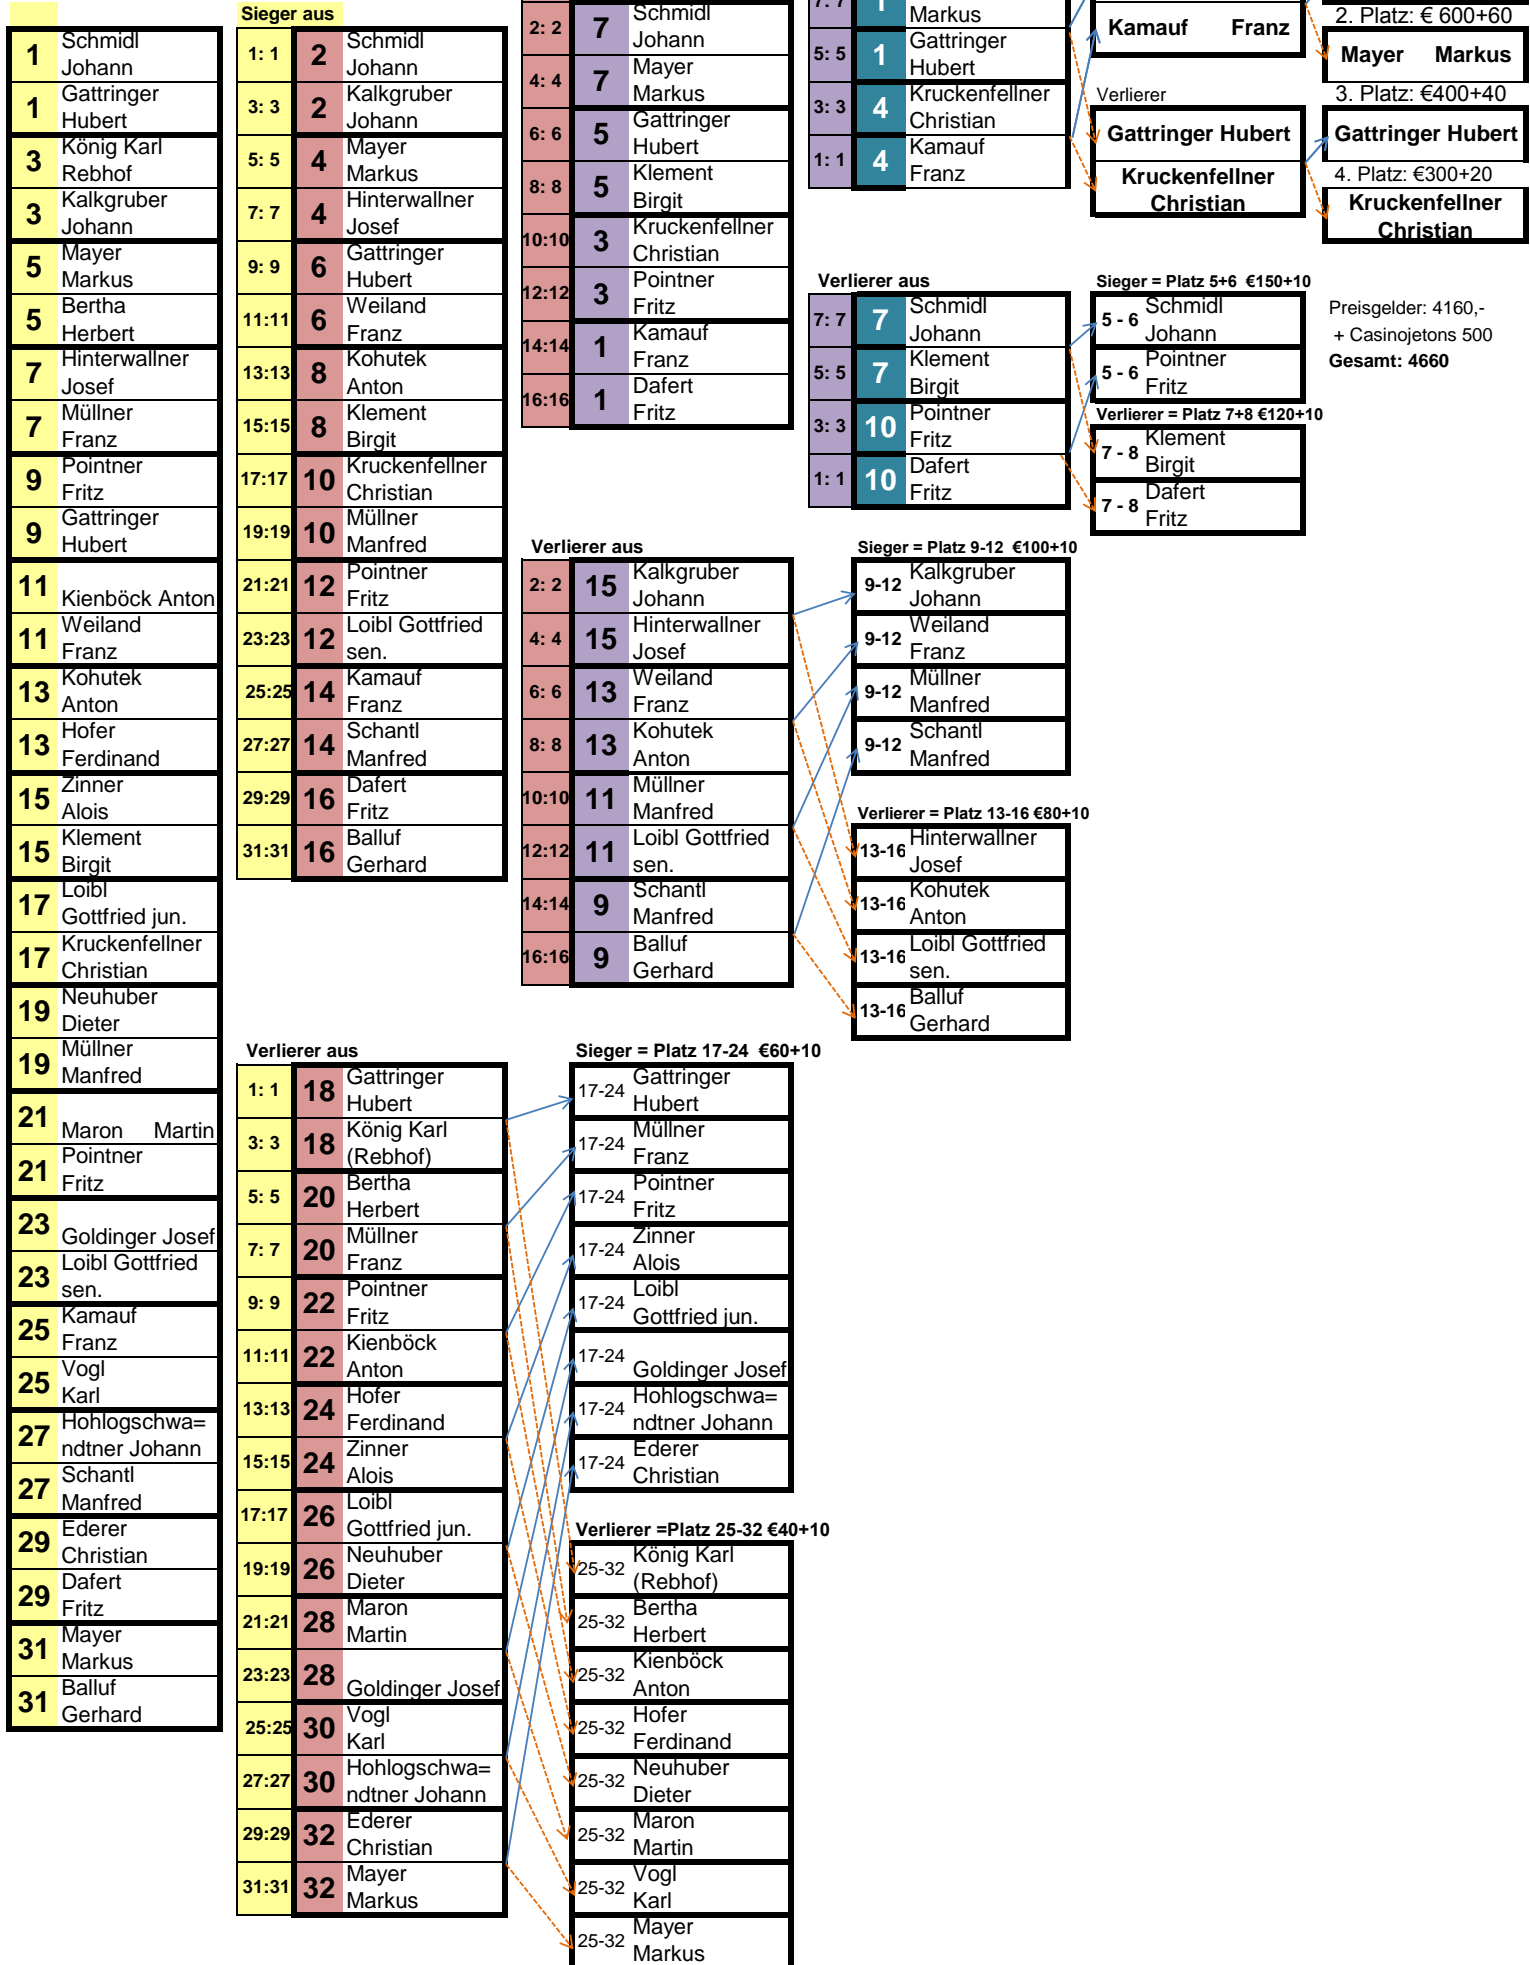 1 Schmidl
Johann
1 Gattringer
Hubert
3 König Karl
Rebhof
3 Kalkgruber
Johann
5 Mayer
Markus
5 Bertha
Herbert
7 Hinterwallner
Josef
7 Müllner
Franz
9 Pointner
Fritz
9 Gattringer
Hubert
11 Kienböck Anton
11 Weiland
Franz
13 Kohutek
Anton
13 Hofer
Ferdinand
15 Zinner
Alois
15 Klement
Birgit
17 Loibl
Gottfried jun.
17 Kruckenfellner
Christian
19 Neuhuber
Dieter
19 Müllner
Manfred
21 Maron Martin
21 Pointner
Fritz
23 Goldinger Josef
23 Loibl Gottfried
sen.
25 Kamauf
Franz
25 Vogl
Karl
27 Hohlogschwa=
ndtner Johann
27 Schantl
Manfred
29 Ederer
Christian
29 Dafert
Fritz
31 Mayer
Markus
31 Balluf
Gerhard
Sieger aus
1: 1 2 Schmidl
Johann
3: 3 2 Kalkgruber
Johann
5: 5 4 Mayer
Markus
7: 7 4 Hinterwallner
Josef
9: 9 6 Gattringer
Hubert
11:11 6 Weiland
Franz
13:13 8 Kohutek
Anton
15:15 8 Klement
Birgit
17:17 10 Kruckenfellner
Christian
19:19 10 Müllner
Manfred
21:21 12 Pointner
Fritz
23:23 12 Loibl Gottfried
sen.
25:25 14 Kamauf
Franz
27:27 14 Schantl
Manfred
29:29 16 Dafert
Fritz
31:31 16 Balluf
Gerhard
Verlierer aus
1: 1 18 Gattringer
Hubert
3: 3 18 König Karl
(Rebhof)
5: 5 20 Bertha
Herbert
7: 7 20 Müllner
Franz
9: 9 22 Pointner
Fritz
11:11 22 Kienböck
Anton
13:13 24 Hofer
Ferdinand
15:15 24 Zinner
Alois
17:17 26 Loibl
Gottfried jun.
19:19 26 Neuhuber
Dieter
21:21 28 Maron
Martin
23:23 28 Goldinger Josef
25:25 30 Vogl
Karl
27:27 30 Hohlogschwa=
ndtner Johann
29:29 32 Ederer
Christian
31:31 32 Mayer
Markus
2: 2 7 Schmidl
Johann
4: 4 7 Mayer
Markus
6: 6 5 Gattringer
Hubert
8: 8 5 Klement
Birgit
10:10 3 Kruckenfellner
Christian
12:12 3 Pointner
Fritz
14:14 1 Kamauf
Franz
16:16 1 Dafert
Fritz
Verlierer aus
2: 2 15 Kalkgruber
Johann
4: 4 15 Hinterwallner
Josef
6: 6 13 Weiland
Franz
8: 8 13 Kohutek
Anton
10:10 11 Müllner
Manfred
12:12 11 Loibl Gottfried
sen.
14:14 9 Schantl
Manfred
16:16 9 Balluf
Gerhard
Sieger = Platz 17-24 €60+10
17-24 Gattringer
Hubert
17-24 Müllner
Franz
17-24 Pointner
Fritz
17-24 Zinner
Alois
17-24 Loibl
Gottfried jun.
17-24 Goldinger Josef
17-24 Hohlogschwa=
ndtner Johann
17-24 Ederer
Christian
Verlierer =Platz 25-32 €40+10
25-32 König Karl
(Rebhof)
25-32 Bertha
Herbert
25-32 Kienböck
Anton
25-32 Hofer
Ferdinand
25-32 Neuhuber
Dieter
25-32 Maron
Martin
25-32 Vogl
Karl
25-32 Mayer
Markus
7: 7 1 Markus
5: 5 1 Gattringer
Hubert
3: 3 4 Kruckenfellner
Christian
1: 1 4 Kamauf
Franz
Verlierer aus
7: 7 7 Schmidl
Johann
5: 5 7 Klement
Birgit
3: 3 10 Pointner
Fritz
1: 1 10 Dafert
Fritz
Sieger = Platz 9-12 €100+10
9-12 Kalkgruber
Johann
9-12 Weiland
Franz
9-12 Müllner
Manfred
9-12 Schantl
Manfred
Verlierer = Platz 13-16 €80+10
13-16 Hinterwallner
Josef
13-16 Kohutek
Anton
13-16 Loibl Gottfried
sen.
13-16 Balluf
Gerhard
Kamauf Franz
Verlierer
Gattringer Hubert
Kruckenfellner
Christian
Sieger = Platz 5+6 €150+10
5 - 6 Schmidl
Johann
5 - 6 Pointner
Fritz
Verlierer = Platz 7+8 €120+10
7 - 8 Klement
Birgit
7 - 8 Dafert
Fritz
2. Platz: € 600+60
Mayer Markus
3. Platz: €400+40
Gattringer Hubert
4. Platz: €300+20
Kruckenfellner
Christian
Preisgelder: 4160,-
+ Casinojetons 500
Gesamt: 4660